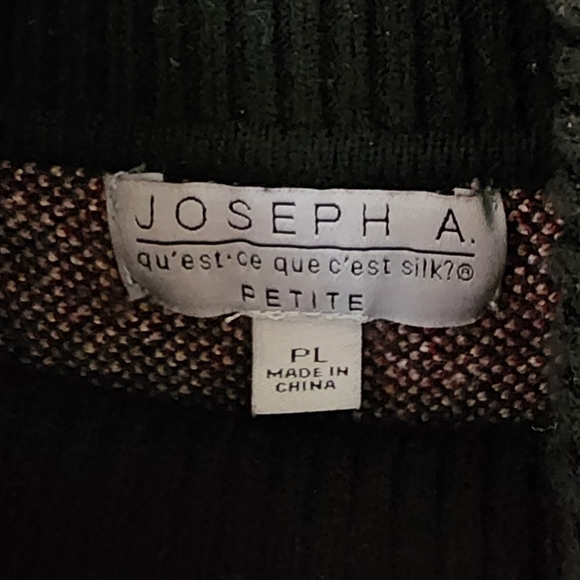 JOSEPH A.
qu'est·ce que c'est silk?®
PETITE
PL
MADE IN
CHINA